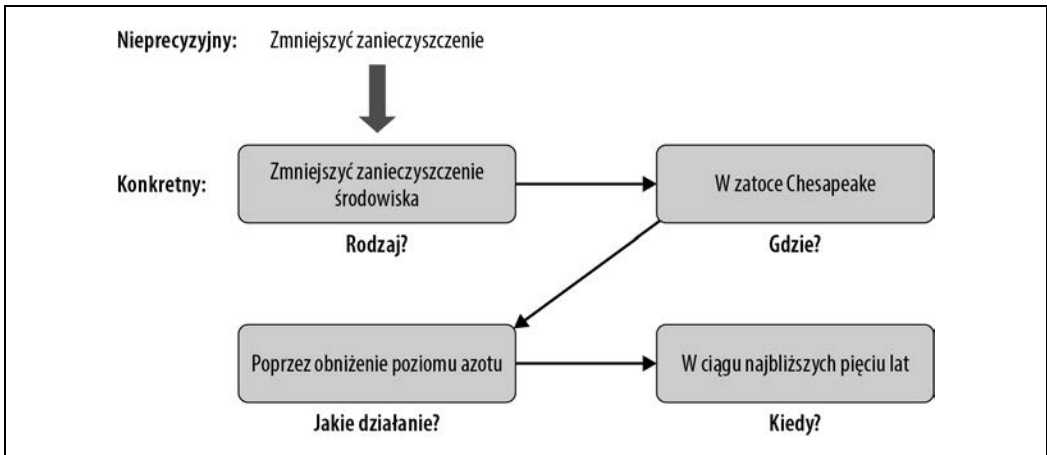 Nieprecyzyjny: Zmniejszyć zanieczyszczenie
Konkretny:
Zmniejszyć zanieczyszczenie
środowiska
Rodzaj?
W zatoce Chesapeake
Gdzie?
Poprzez obniżenie poziomu azotu
Jakie działanie?
W ciągu najbliższych pięciu lat
Kiedy?